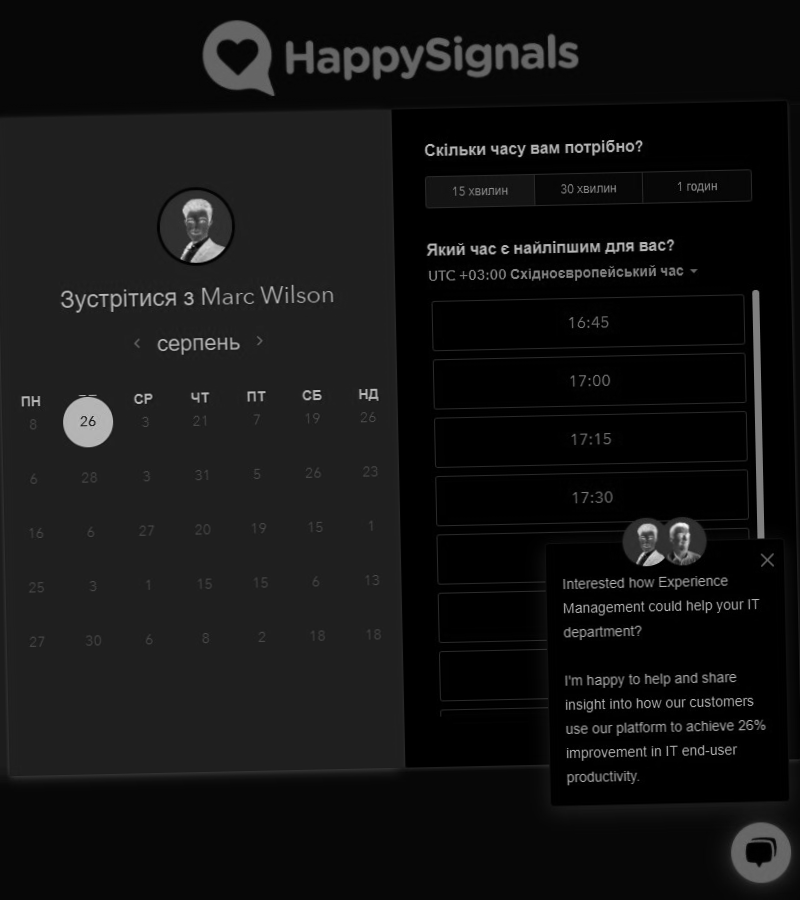 HappySignals
Зустрітися з Marc Wilson
серпень
ПН СР ЧТ ПТ СБ НД
8 26 3 21 7 19 26
6 28 3 31 5 26 23
16 6 27 20 19 15 1
25 3 1 15 15 6 13
27 30 6 8 2 18 18
Скільки часу вам потрібно?
15 хвилин 30 хвилин 1 годин
Який час є найліпшим для вас?
UTC +03:00 Східноєвропейський час
16:45
17:00
17:15
17:30
Interested how Experience
Management could help your IT
department?
I'm happy to help and share
insight into how our customers
use our platform to achieve 26%
improvement in IT end-user
productivity.